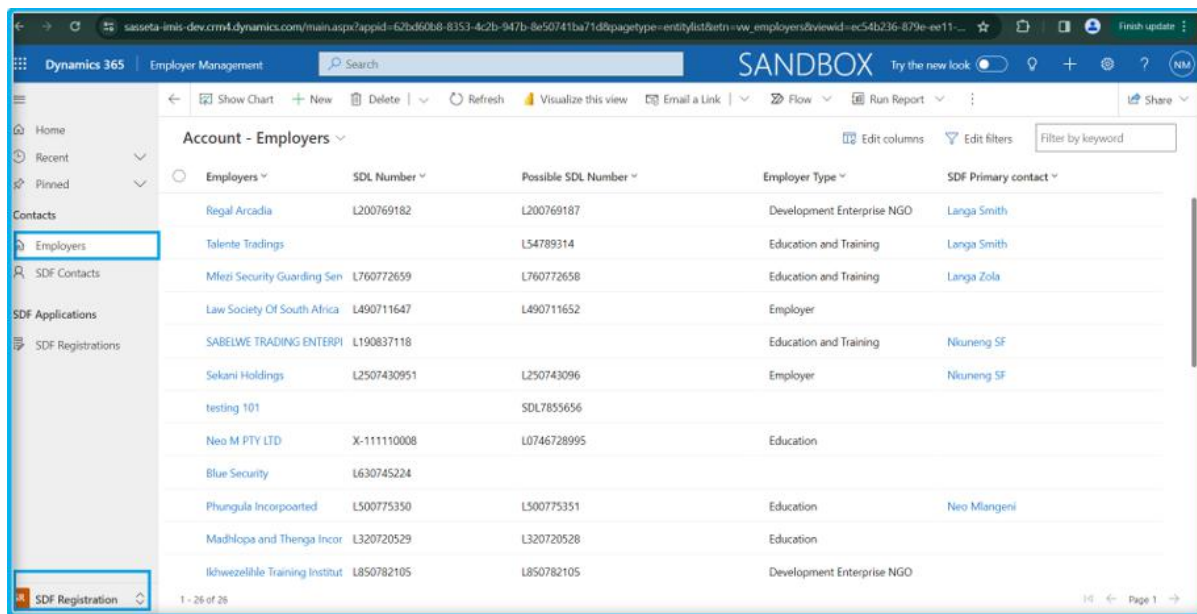 sasseta-imis-dev.crm4.dynamics.com/main.aspx?appid=62bd60b8-8353-4c2b-947b-8e50741ba71d&pagetype=entitylist&etn=vw_employers&viewid=ec54b236-879e-ee11-... Finish update
Dynamics 365 Employer Management Search SANDBOX Try the new look NM
Show Chart New Delete Refresh Visualize this view Email a Link Flow Run Report Share
Home
Recent
Pinned
Contacts
Employers
SDF Contacts
SDF Applications
SDF Registrations
SR SDF Registration
Account - Employers Edit columns Edit filters Filter by keyword
Employers SDL Number Possible SDL Number Employer Type SDF Primary contact
Regal Arcadia L200769182 L200769187 Development Enterprise NGO Langa Smith
Talente Tradings L54789314 Education and Training Langa Smith
Mfezi Security Guarding Ser L760772659 L760772658 Education and Training Langa Zola
Law Society Of South Africa L490711647 L490711652 Employer
SABELWE TRADING ENTERPI L190837118 Education and Training Nkuneng SF
Sekani Holdings L2507430951 L250743096 Employer Nkuneng SF
testing 101 SDL7855656
Neo M PTY LTD X-111110008 L0746728995 Education
Blue Security L630745224
Phungula Incorpoarted L500775350 L500775351 Education Neo Mlangeni
Madhlopa and Thenga Incor L320720529 L320720528 Education
Ikhwezelihle Training Institut L850782105 L850782105 Development Enterprise NGO
1 - 26 of 26 Page 1